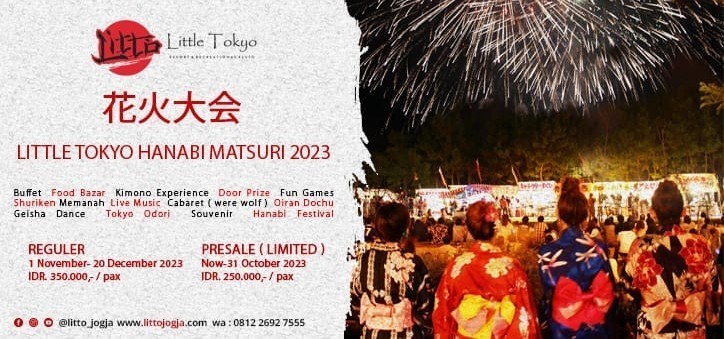 Litto
Little Tokyo
花火大会
LITTLE TOKYO HANABI MATSURI 2023
Buffet Food Bazar Kimono Experience Door Prize Fun Games
Shuriken Memanah Live Music Cabaret ( were wolf ) Oiran Dochu
Geisha Dance Tokyo Odori Souvenir Hanabi Festival
REGULER
1 November- 20 December 2023
IDR. 350.000,- / pax
PRESALE ( LIMITED )
Now-31 October 2023
IDR. 250.000,- / pax
@litto_jogja www.littojogja.com wa : 0812 2692 7555